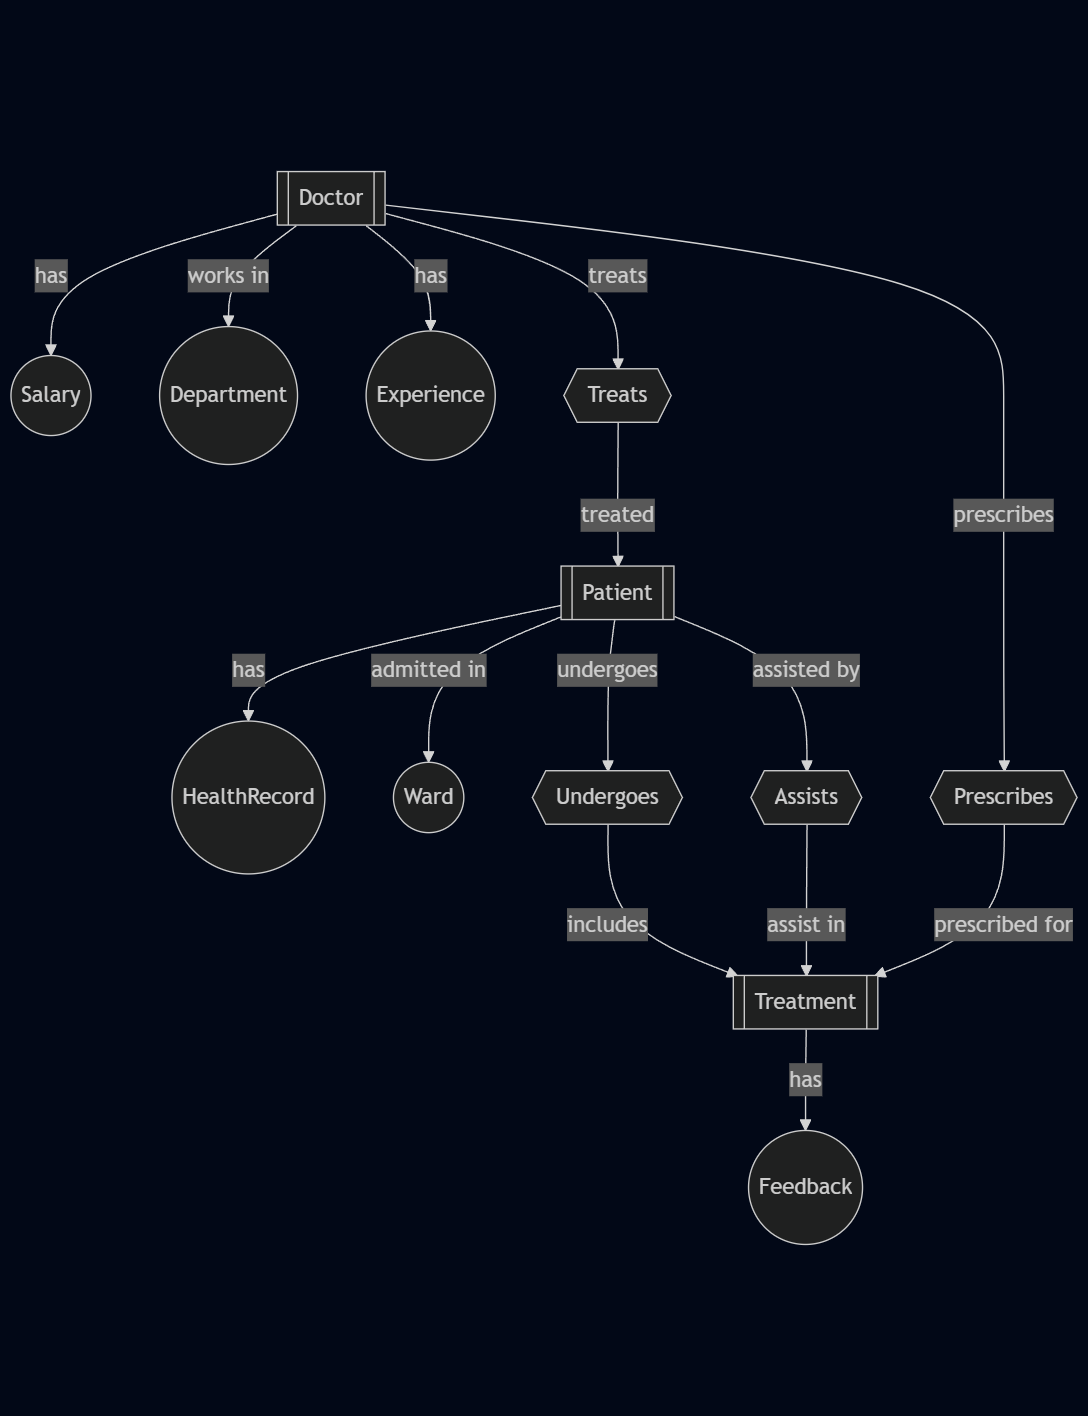 Doctor
has
works in
has
treats
Salary
Department
Experience
Treats
treated
prescribes
Patient
has
admitted in
undergoes
assisted by
HealthRecord
Ward
Undergoes
Assists
Prescribes
includes
assist in
prescribed for
Treatment
has
Feedback